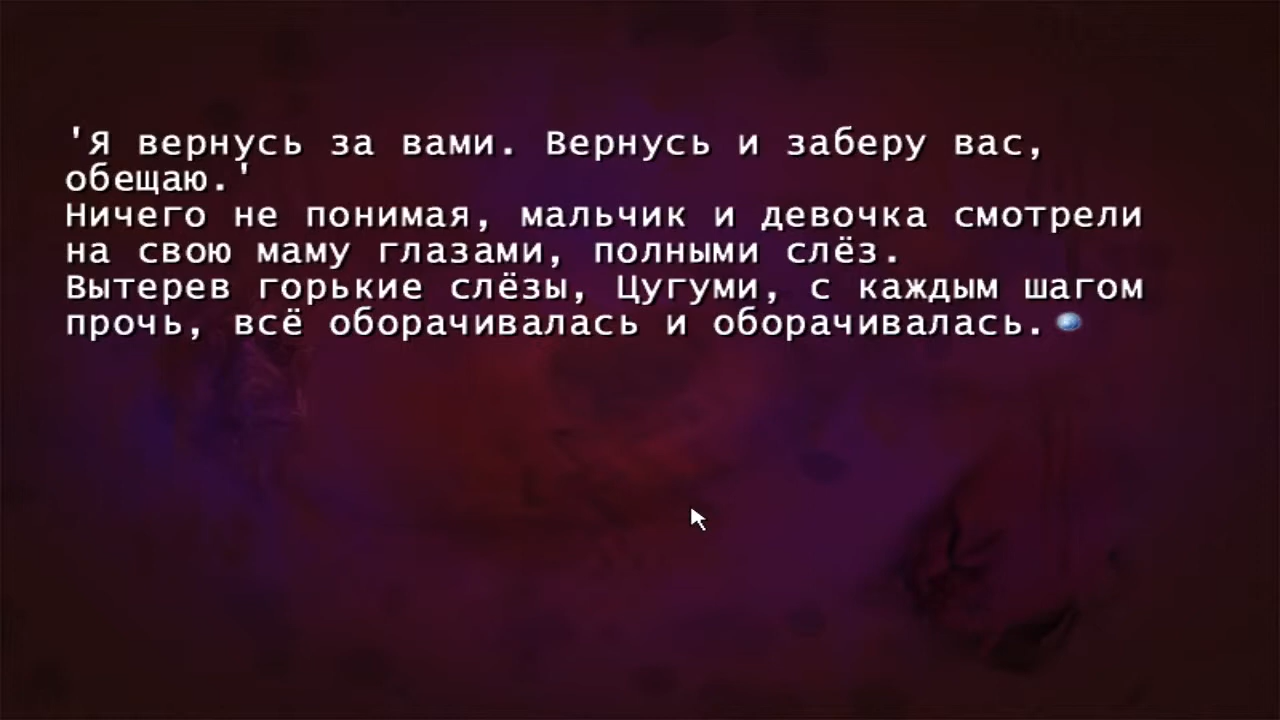 'Я вернусь за вами. Вернусь и заберу вас,
обещаю.'
Ничего не понимая, мальчик и девочка смотрели
на свою маму глазами, полными слёз.
Вытерев горькие слёзы, Цугуми, с каждым шагом
прочь, всё оборачивалась и оборачивалась.